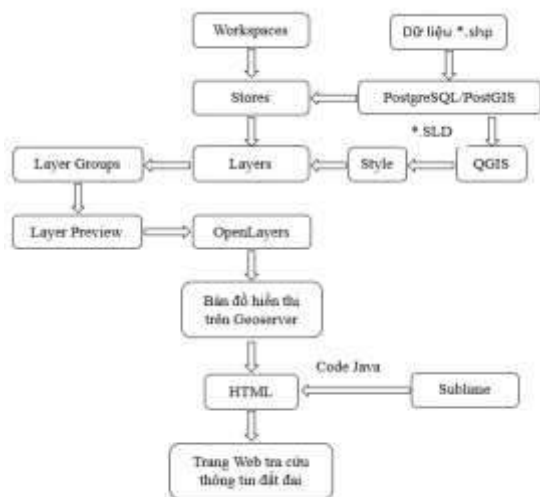 Workspaces
Dữ liệu *.shp
Stores
PostgreSQL/PostGIS
*.SLD
Layer Groups
Layers
Style
QGIS
Layer Preview
OpenLayers
Bản đồ hiển thị
trên Geoserver
Code Java
HTML
Sublime
Trang Web tra cứu
thông tin đất đai